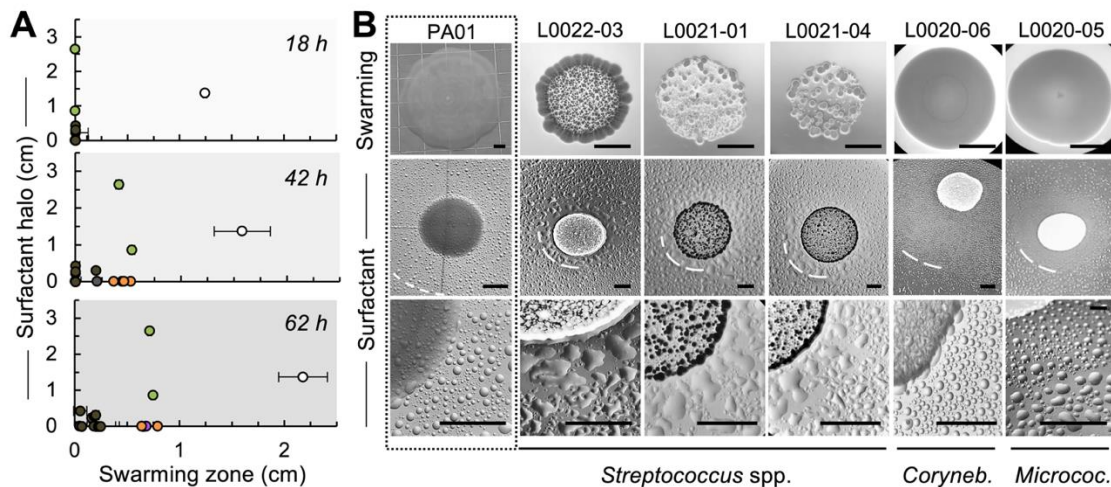 A
B
3
2
1
0
18 h
3
2
1
0
42 h
3
2
1
0
62 h
0
1
2
Surfactant halo (cm)
Swarming zone (cm)
PA01
L0022-03
L0021-01
L0021-04
L0020-06
L0020-05
Swarming
Surfactant
Streptococcus spp.
Coryneb.
Micrococ.